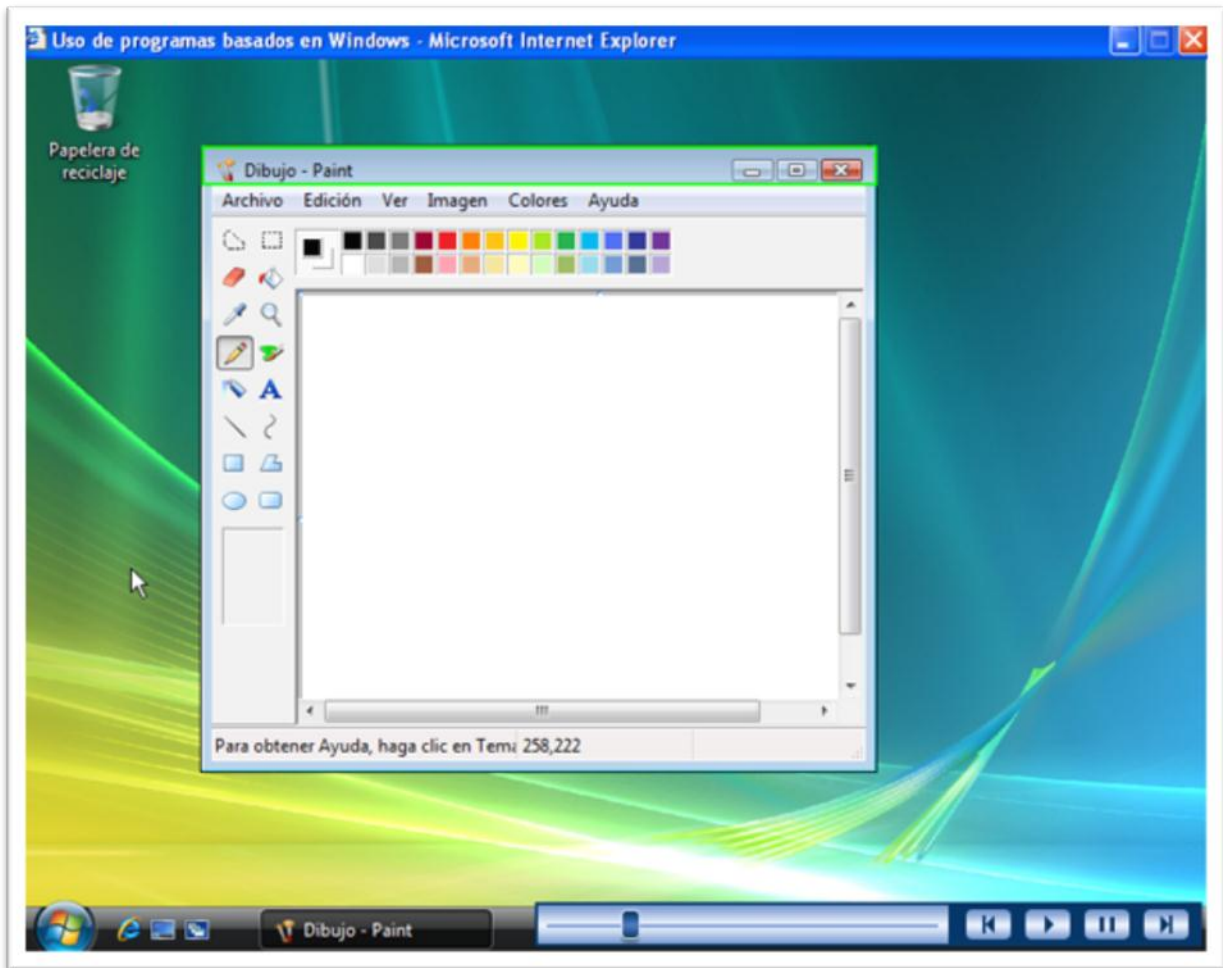 Uso de programas basados en Windows - Microsoft Internet Explorer
Papelera de
reciclaje
Dibujo - Paint
Archivo Edición Ver Imagen Colores Ayuda
A
Para obtener Ayuda, haga clic en Tema 258,222
Dibujo - Paint